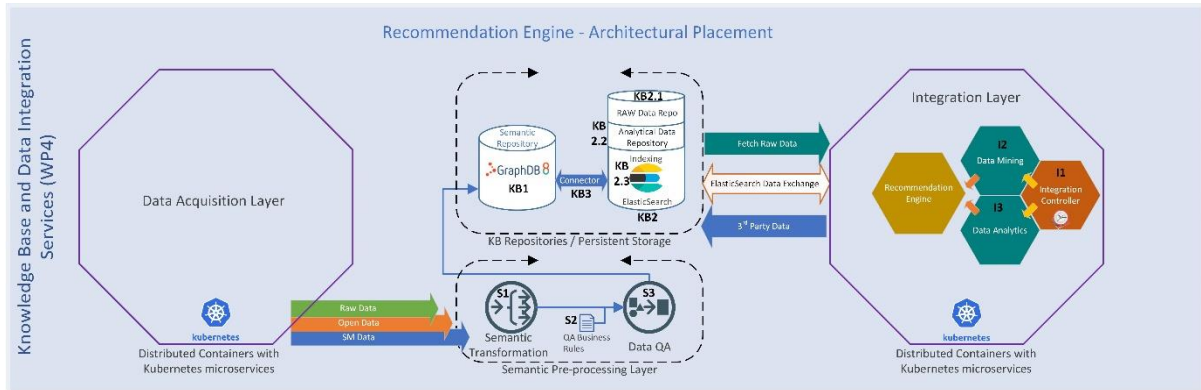 Recommendation Engine - Architectural Placement
Knowledge Base and Data Integration
Services (WP4)
Data Acquisition Layer
kubernetes
Distributed Containers with
Kubernetes microservices
Raw Data
Open Data
SM Data
Semantic
Repository
GraphDB 8
KB1
Connector
KB3
KB2.1
RAW Data Repo
KB
2.2
Analytical Data
Repository
Indexing
KB
2.3
ElasticSearch
KB2
KB Repositories / Persistent Storage
S1
Semantic
Transformation
S2
QA Business
Rules
S3
Data QA
Semantic Pre-processing Layer
Fetch Raw Data
ElasticSearch Data Exchange
3rd Party Data
Integration Layer
I2
Data Mining
Recommendation
Engine
I1
Integration
Controller
I3
Data Analytics
kubernetes
Distributed Containers with
Kubernetes microservices